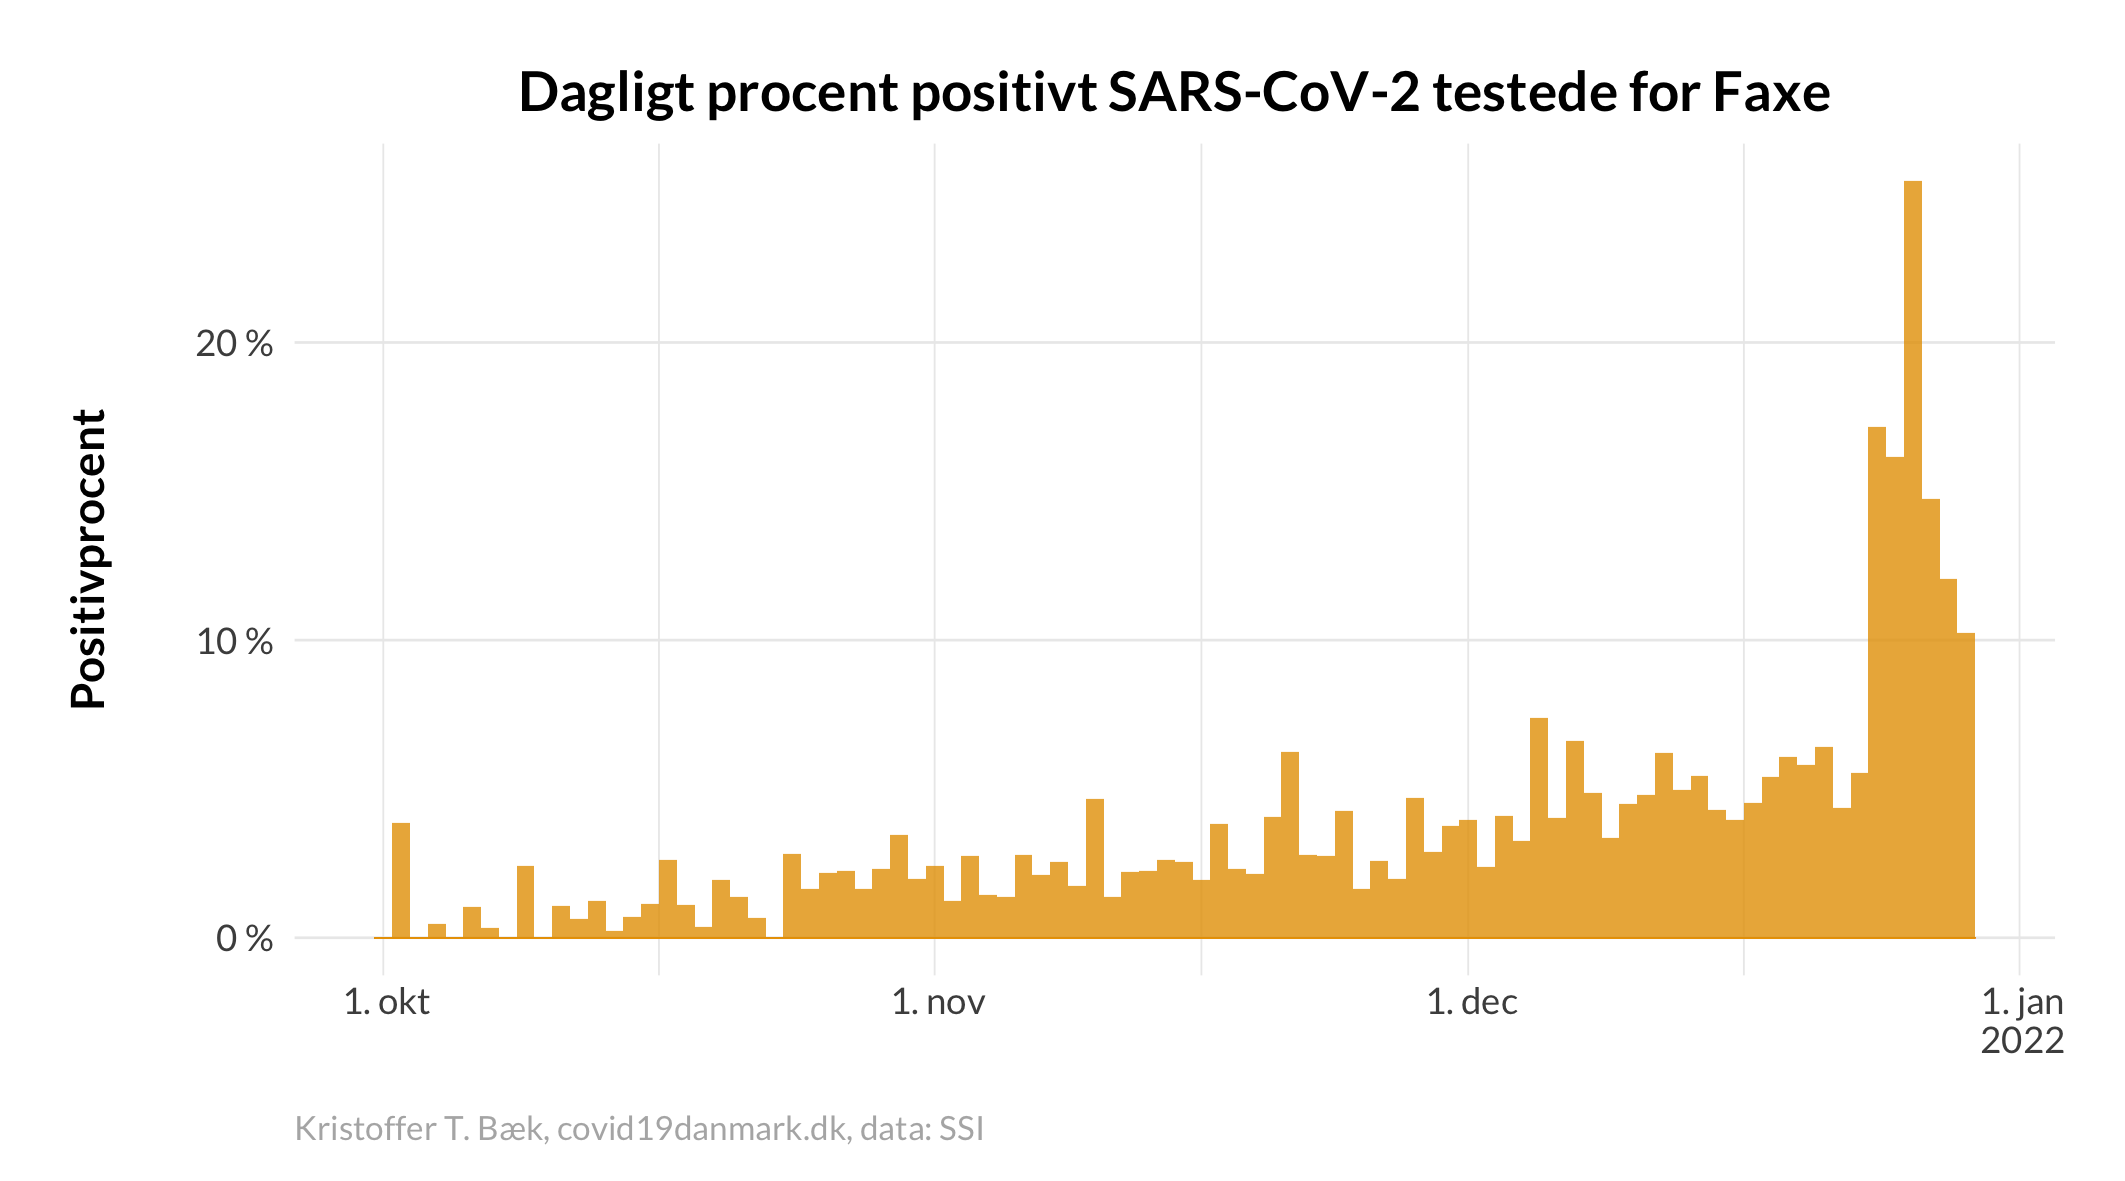 Dagligt procent positivt SARS-CoV-2 testede for Faxe
Positivprocent
20 %
10 %
0 %
1. okt
1. nov
1. dec
1. jan
2022
Kristoffer T. Bæk, covid19danmark.dk, data: SSI